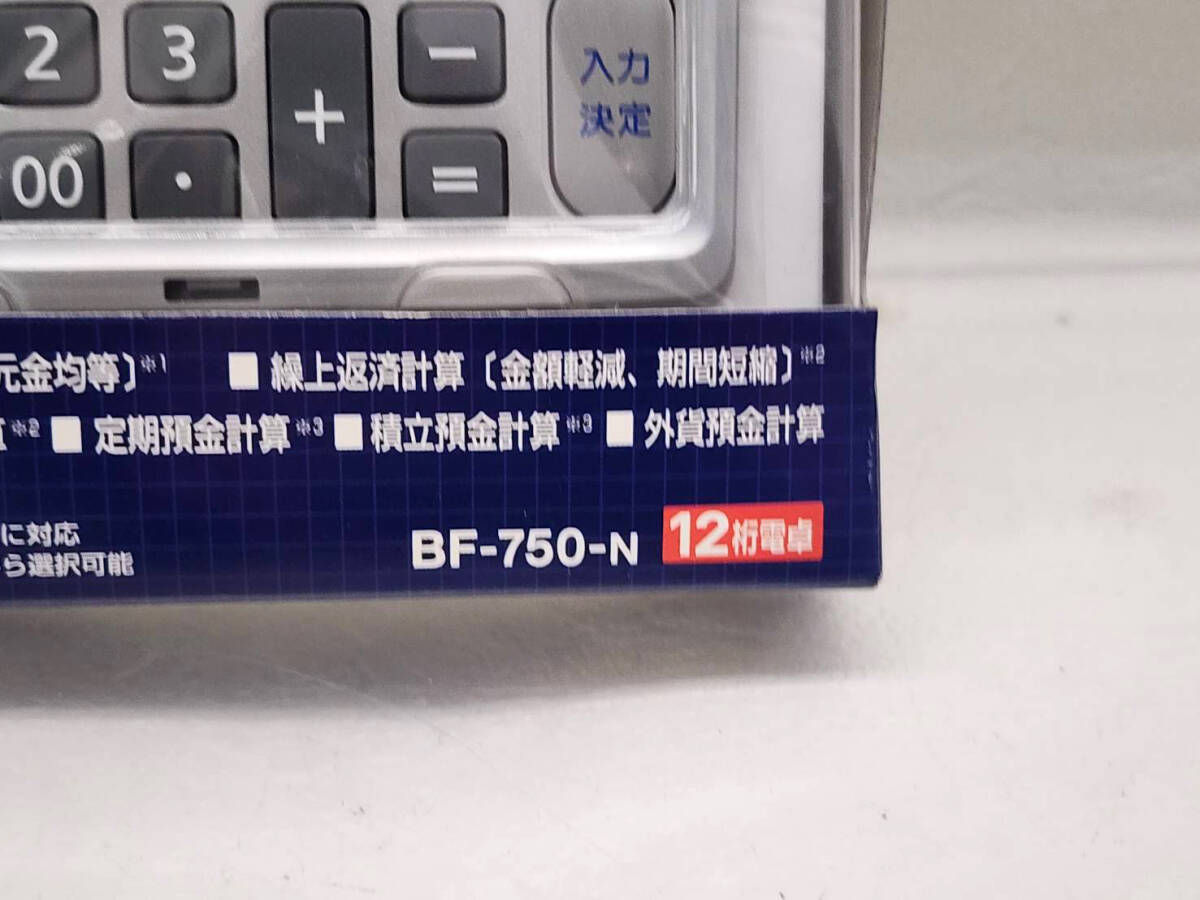 2 3 + −
入力
決定
00 · =
元金均等〕※1 ■ 繰上返済計算〔金額軽減、期間短縮〕※2
※2 ■ 定期預金計算※3 ■ 積立預金計算※3 ■ 外貨預金計算
に対応
ら選択可能
BF-750-N 12桁電卓